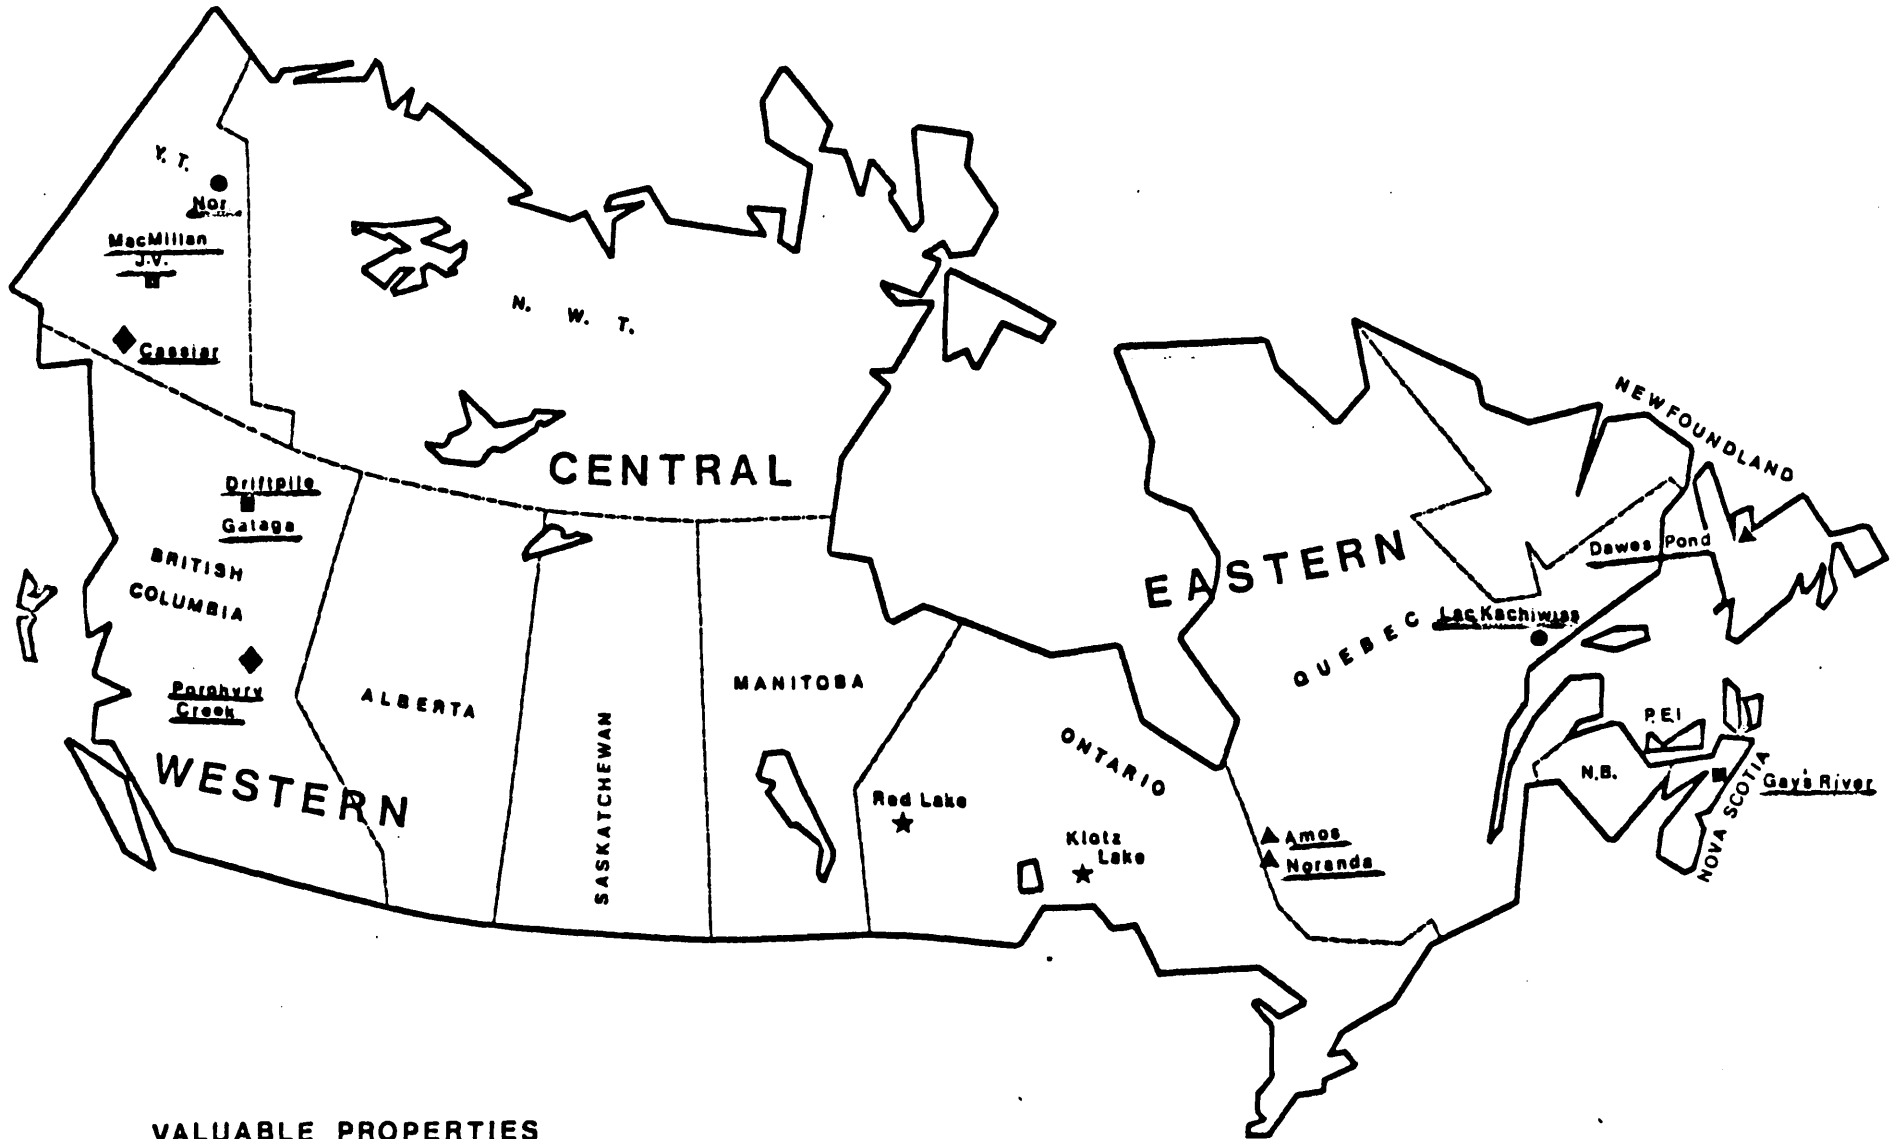 Y. T.
Nor
MacMillan
J.V.
Cassiar
N. W. T.
CENTRAL
NEWFOUNDLAND
Driftpile
Gataga
BRITISH
COLUMBIA
EASTERN
Dawes Pond
QUEBEC
Lac Kachiwiss
Porphyry
Creek
ALBERTA
MANITOBA
SASKATCHEWAN
ONTARIO
P.E.I
WESTERN
N.B.
NOVA SCOTIA
Gay's River
Red Lake
Klotz
Lake
Amos
Noranda
VALUABLE PROPERTIES